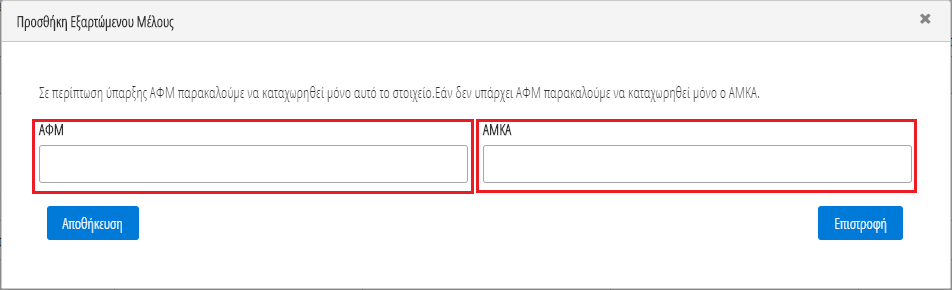 Προσθήκη Εξαρτώμενου Μέλους
Σε περίπτωση ύπαρξης ΑΦΜ παρακαλούμε να καταχωρηθεί μόνο αυτό το στοιχείο.Εάν δεν υπάρχει ΑΦΜ παρακαλούμε να καταχωρηθεί μόνο ο ΑΜΚΑ.
ΑΦΜ ΑΜΚΑ
Αποθήκευση Επιστροφή